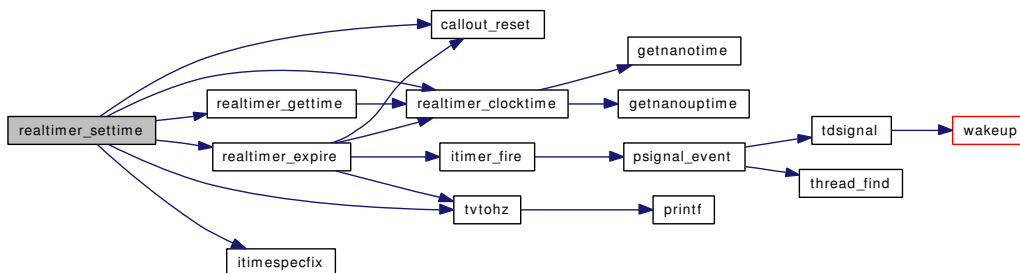 callout_reset
getnanotime
realtimer_gettime
realtimer_clocktime
getnanouptime
realtimer_settime
tdsignal
wakeup
realtimer_expire
itimer_fire
psignal_event
thread_find
tvtohz
printf
itimespecfix